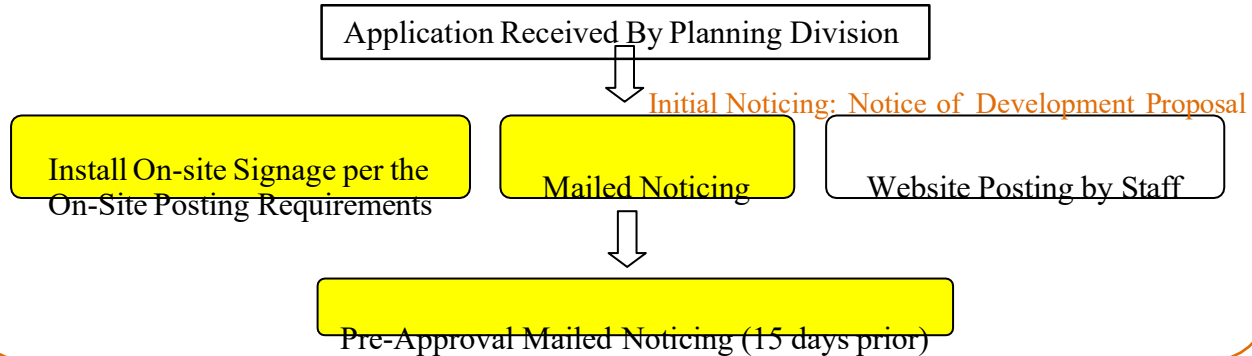 Application Received By Planning Division
Initial Noticing: Notice of Development Proposal
Install On-site Signage per the
On-Site Posting Requirements
Mailed Noticing
Website Posting by Staff
Pre-Approval Mailed Noticing (15 days prior)